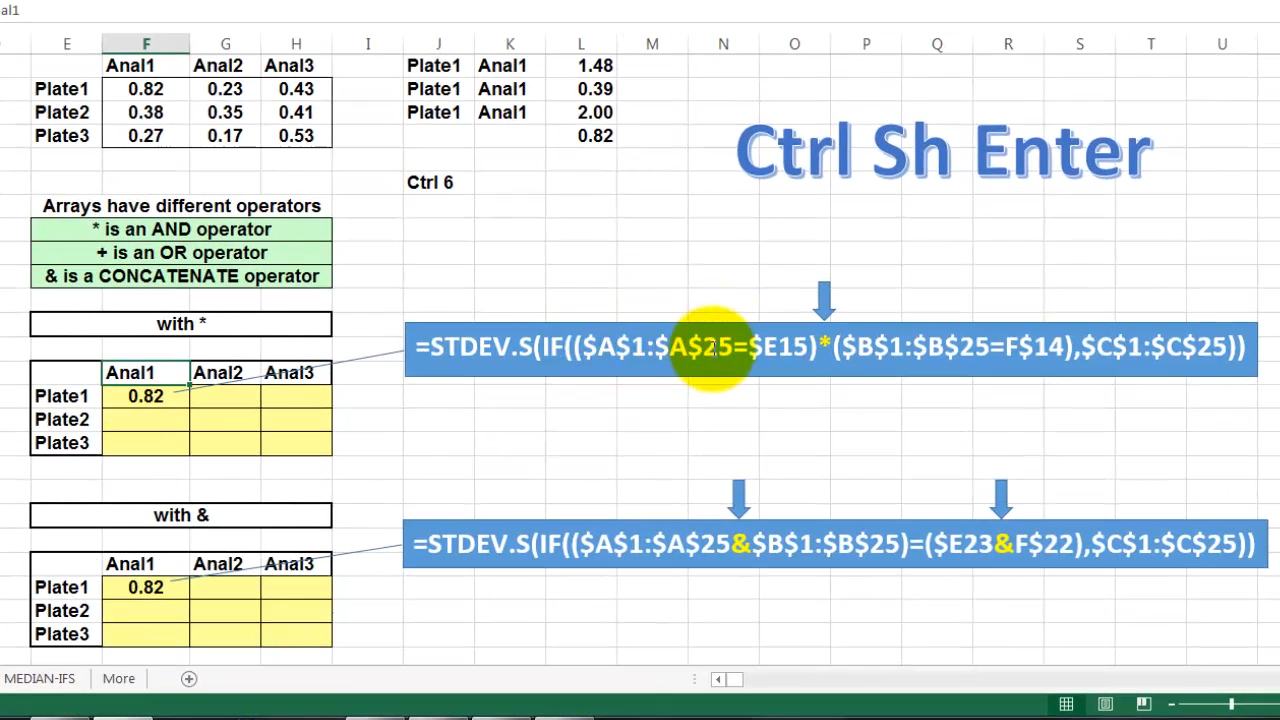 al1
E F G H I J K L M N O P Q R S T U
Anal1 Anal2 Anal3 Plate1 Anal1 1.48
Plate1 0.82 0.23 0.43 Plate1 Anal1 0.39
Plate2 0.38 0.35 0.41 Plate1 Anal1 2.00
Plate3 0.27 0.17 0.53 0.82
Ctrl Sh Enter
Ctrl 6
Arrays have different operators
* is an AND operator
+ is an OR operator
& is a CONCATENATE operator
with *
=STDEV.S(IF(($A$1:$A$25=$E15)*($B$1:$B$25=F$14),$C$1:$C$25))
Anal1 Anal2 Anal3
Plate1 0.82
Plate2
Plate3
with &
=STDEV.S(IF(($A$1:$A$25&$B$1:$B$25)=($E23&F$22),$C$1:$C$25))
Anal1 Anal2 Anal3
Plate1 0.82
Plate2
Plate3
MEDIAN-IFS More